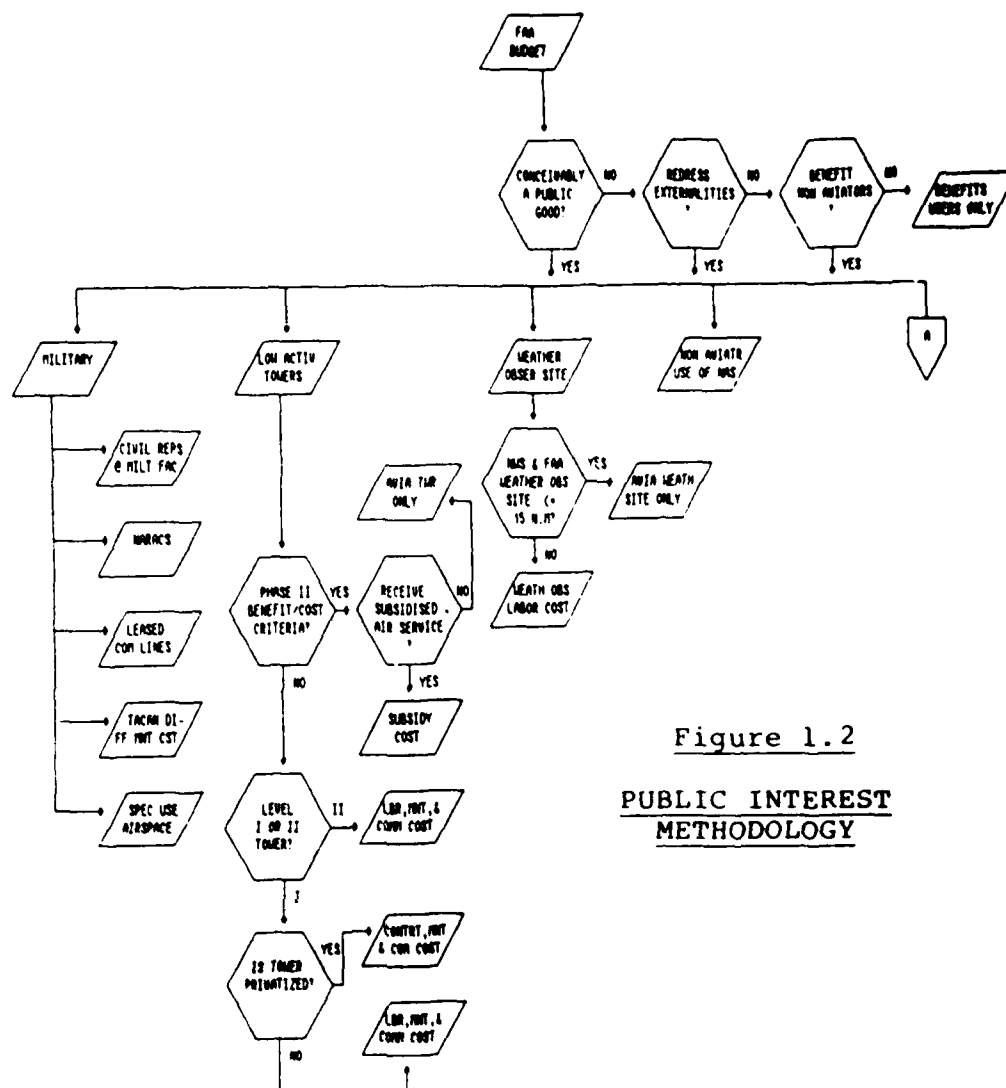 FAA
BUDGET
CONCEIVABLY
A PUBLIC
GOOD?
NO
REDRESS
EXTERNALITIES
?
NO
BENEFIT
NON AVIATORS
?
NO
BENEFITS
USERS ONLY
YES
YES
YES
MILITARY
LOW ACTIV
TOWERS
WEATHER
OBSER SITE
NON AVIATR
USE OF NAS
A
CIVIL REPS
@ MILT FAC
NARACS
LEASED
COM LINES
TACAN DI-
FF MNT CST
SPEC USE
AIRSPACE
AVIA TWR
ONLY
NWS & FAA
WEATHER OBS
SITE <=
15 N.M?
YES
AVIA WEATH
SITE ONLY
NO
WEATH OBS
LABOR COST
PHASE II
BENEFIT/COST
CRITERIA?
YES
RECEIVE
SUBSIDISED
AIR SERVICE
?
NO
YES
SUBSIDY
COST
NO
LEVEL
I OR II
TOWER?
II
LBR,MNT,&
COMM COST
I
IS TOWER
PRIVATIZED?
YES
CONTRT,MNT
& COM COST
NO
LBR,MNT,&
COMM COST
Figure 1.2
PUBLIC INTEREST
METHODOLOGY